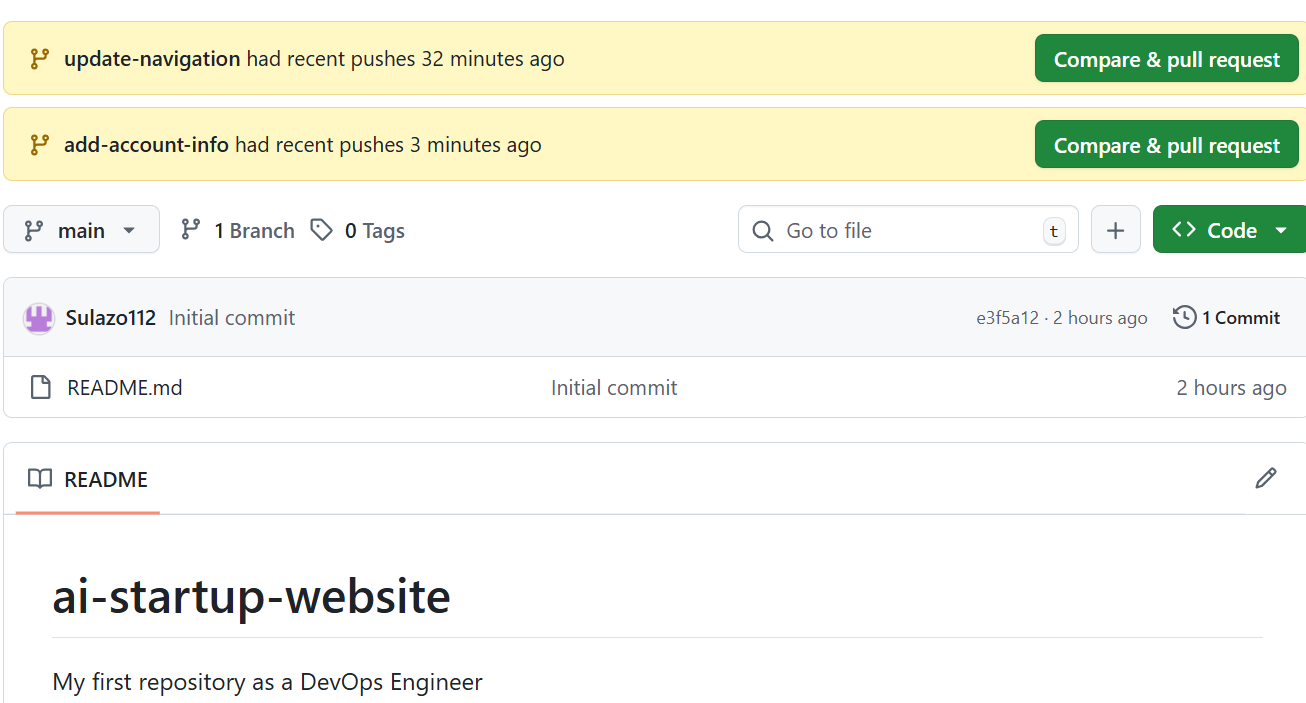 update-navigation had recent pushes 32 minutes ago Compare & pull request
add-account-info had recent pushes 3 minutes ago Compare & pull request
main 1 Branch 0 Tags Go to file t + Code
Sulazo112 Initial commit e3f5a12 · 2 hours ago 1 Commit
README.md Initial commit 2 hours ago
README
ai-startup-website
My first repository as a DevOps Engineer